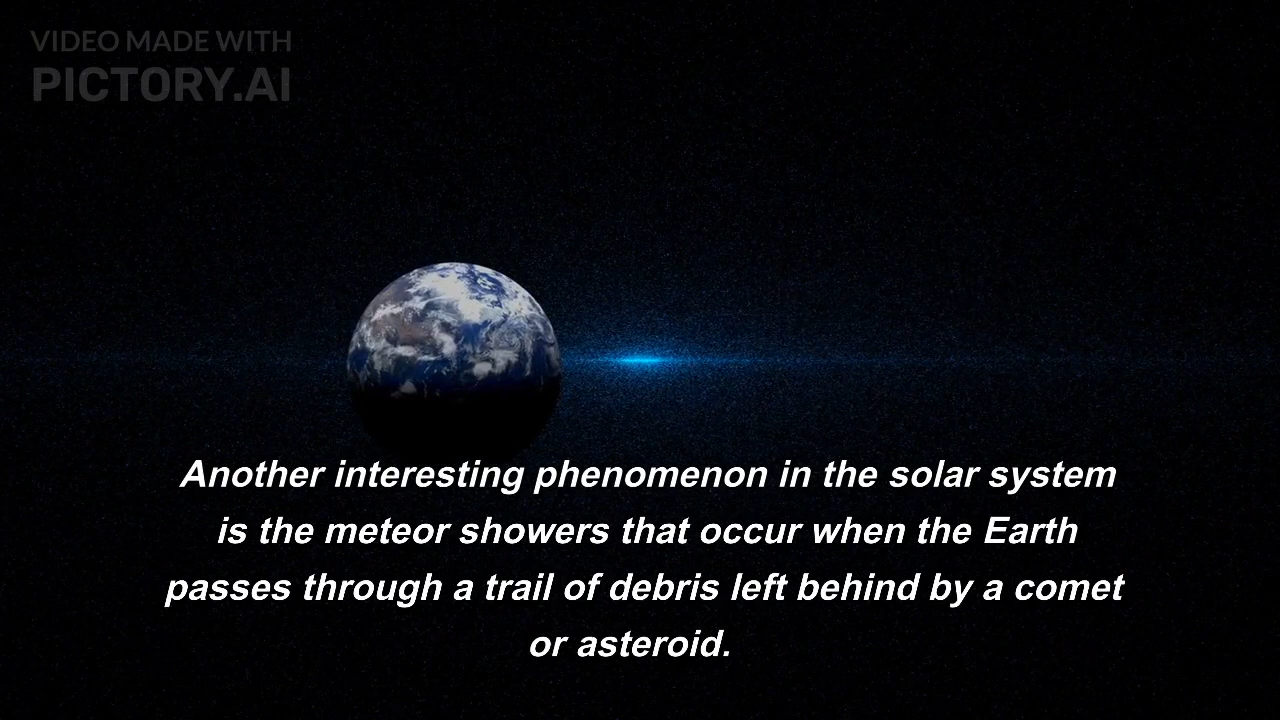 VIDEO MADE WITH
PICTORY.AI
Another interesting phenomenon in the solar system
is the meteor showers that occur when the Earth
passes through a trail of debris left behind by a comet
or asteroid.